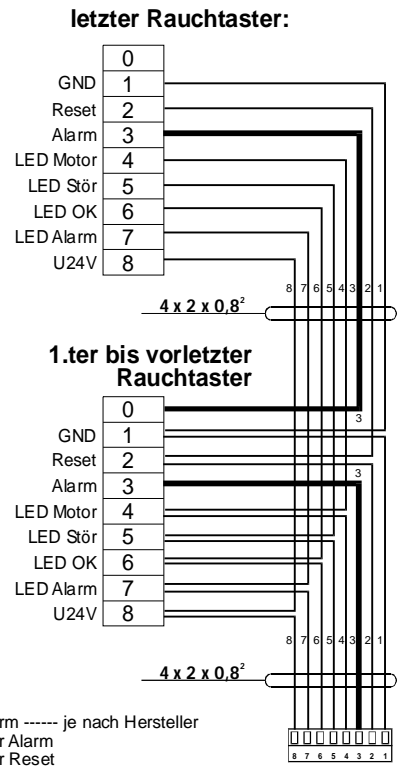 letzter Rauchtaster:
0
GND 1
Reset 2
Alarm 3
LED Motor 4
LED Stör 5
LED OK 6
LED Alarm 7
U24V 8
8 7 6 5 4 3 2 1
4 x 2 x 0,8²
1.ter bis vorletzter
Rauchtaster
0
3
GND 1
Reset 2
3
Alarm 3
LED Motor 4
LED Stör 5
LED OK 6
LED Alarm 7
U24V 8
8 7 6 5 4 3 2 1
4 x 2 x 0,8²
rm ------ je nach Hersteller
r Alarm
r Reset
8 7 6 5 4 3 2 1